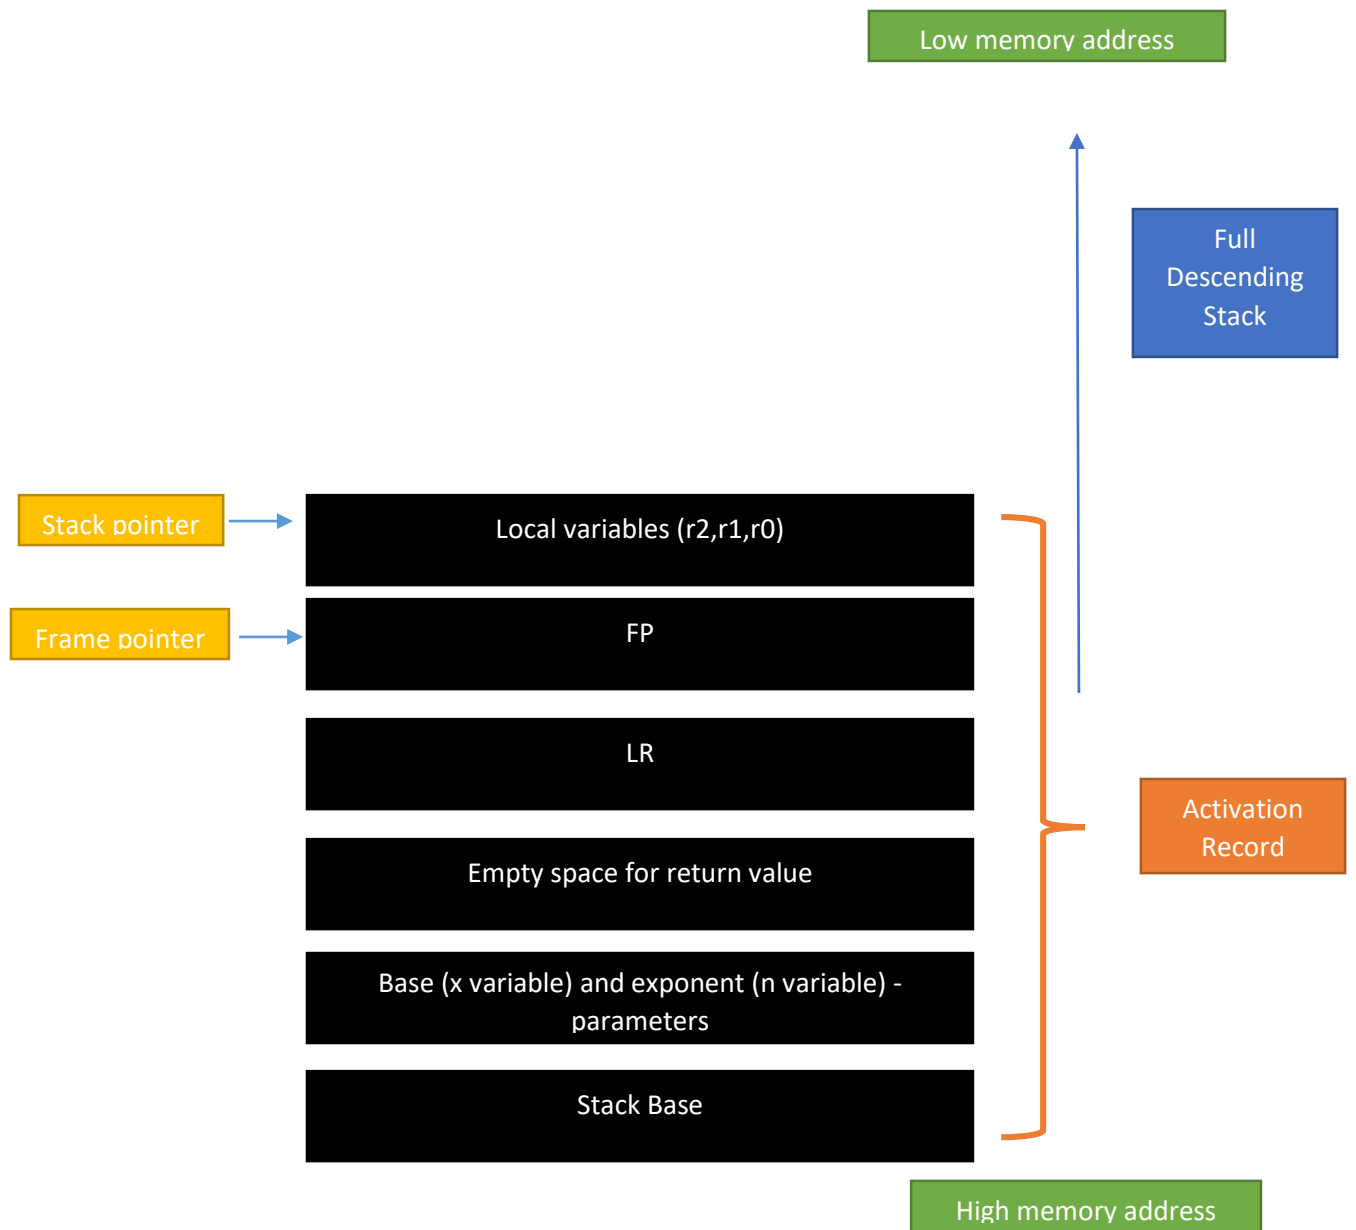 Low memory address
Full
Descending
Stack
Stack pointer
Local variables (r2,r1,r0)
Frame pointer
FP
LR
Activation
Record
Empty space for return value
Base (x variable) and exponent (n variable) -
parameters
Stack Base
High memory address